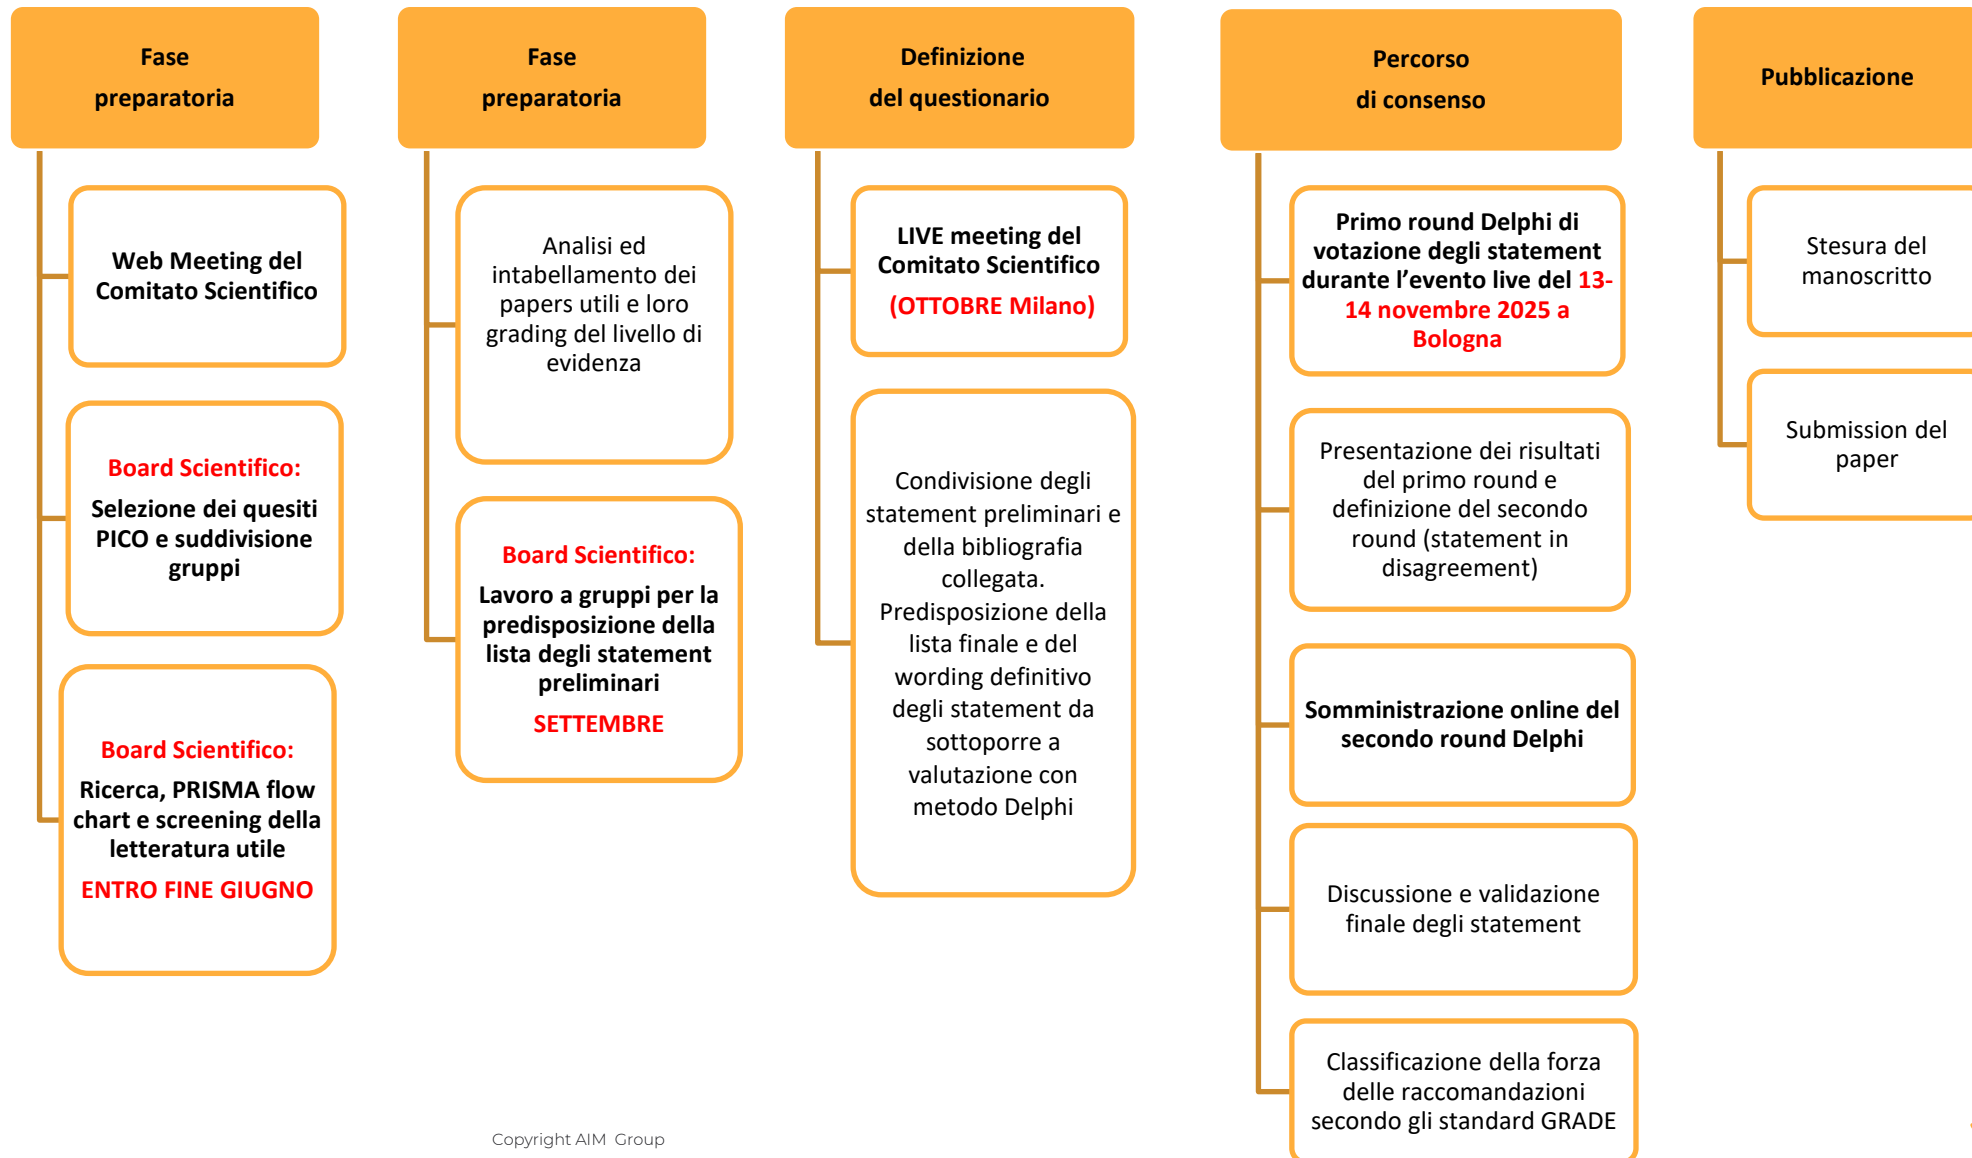 Fase
preparatoria
Web Meeting del
Comitato Scientifico
Board Scientifico:
Selezione dei quesiti
PICO e suddivisione
gruppi
Board Scientifico:
Ricerca, PRISMA flow
chart e screening della
letteratura utile
ENTRO FINE GIUGNO
Fase
preparatoria
Analisi ed
intabellamento dei
papers utili e loro
grading del livello di
evidenza
Board Scientifico:
Lavoro a gruppi per la
predisposizione della
lista degli statement
preliminari
SETTEMBRE
Definizione
del questionario
LIVE meeting del
Comitato Scientifico
(OTTOBRE Milano)
Condivisione degli
statement preliminari e
della bibliografia
collegata.
Predisposizione della
lista finale e del
wording definitivo
degli statement da
sottoporre a
valutazione con
metodo Delphi
Percorso
di consenso
Primo round Delphi di
votazione degli statement
durante l’evento live del 13-
14 novembre 2025 a
Bologna
Presentazione dei risultati
del primo round e
definizione del secondo
round (statement in
disagreement)
Somministrazione online del
secondo round Delphi
Discussione e validazione
finale degli statement
Classificazione della forza
delle raccomandazioni
secondo gli standard GRADE
Pubblicazione
Stesura del
manoscritto
Submission del
paper
Copyright AIM Group